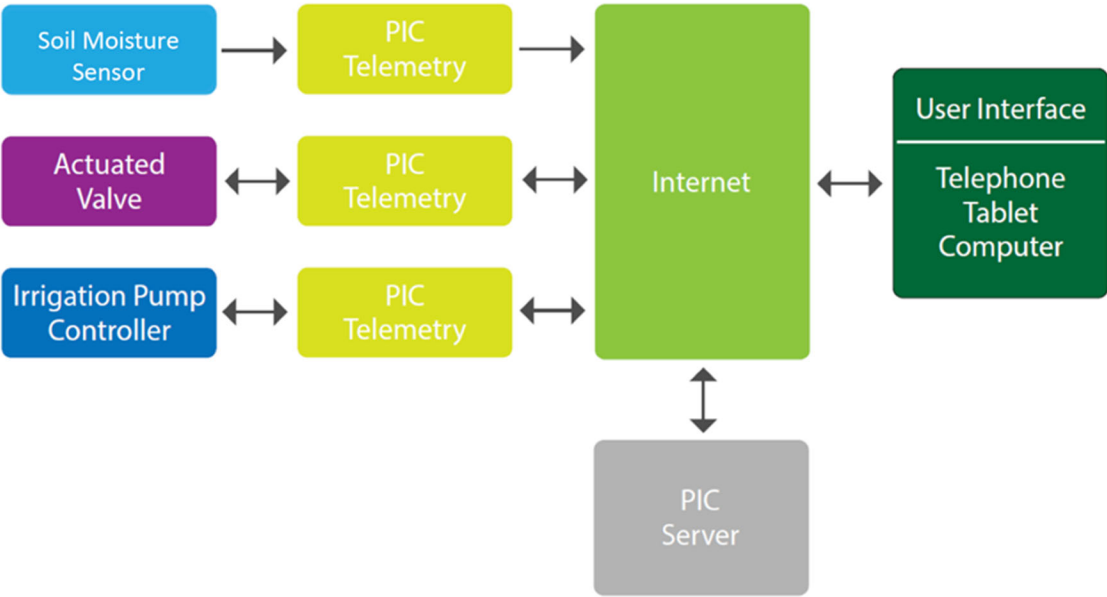 Soil Moisture
Sensor
PIC
Telemetry
Actuated
Valve
PIC
Telemetry
Irrigation Pump
Controller
PIC
Telemetry
Internet
User Interface
Telephone
Tablet
Computer
PIC
Server